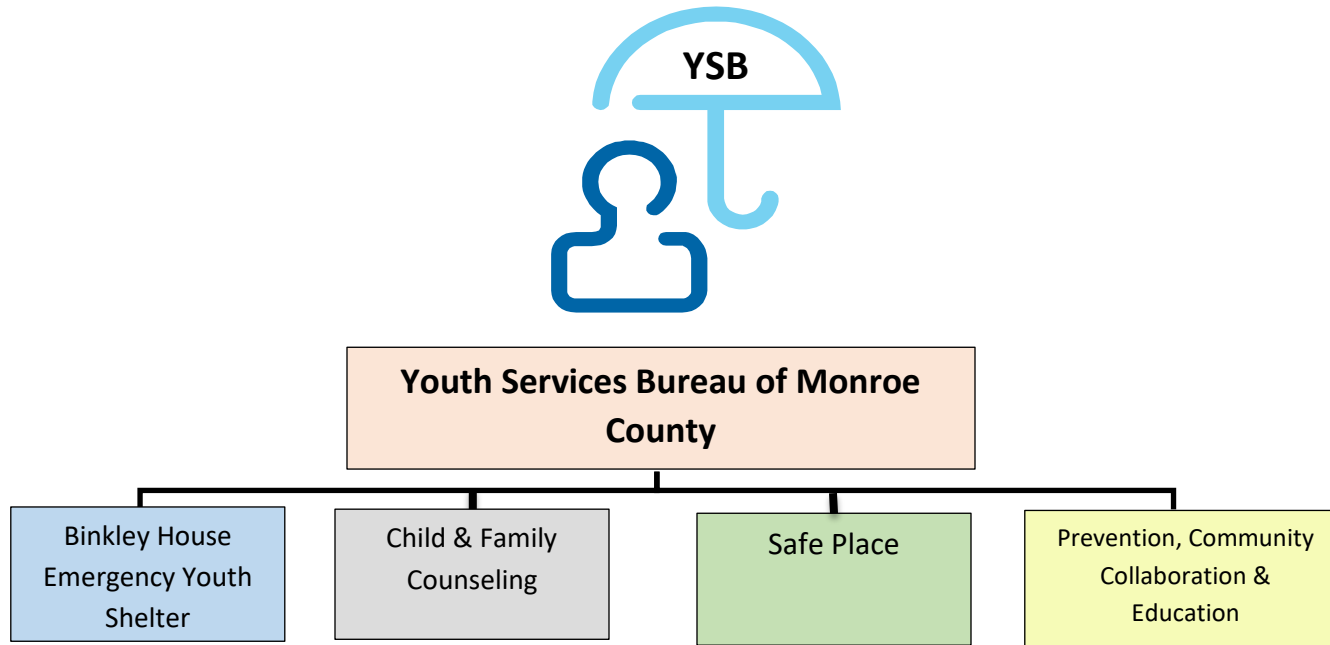 YSB
Youth Services Bureau of Monroe
County
Binkley House
Emergency Youth
Shelter
Child & Family
Counseling
Safe Place
Prevention, Community
Collaboration &
Education